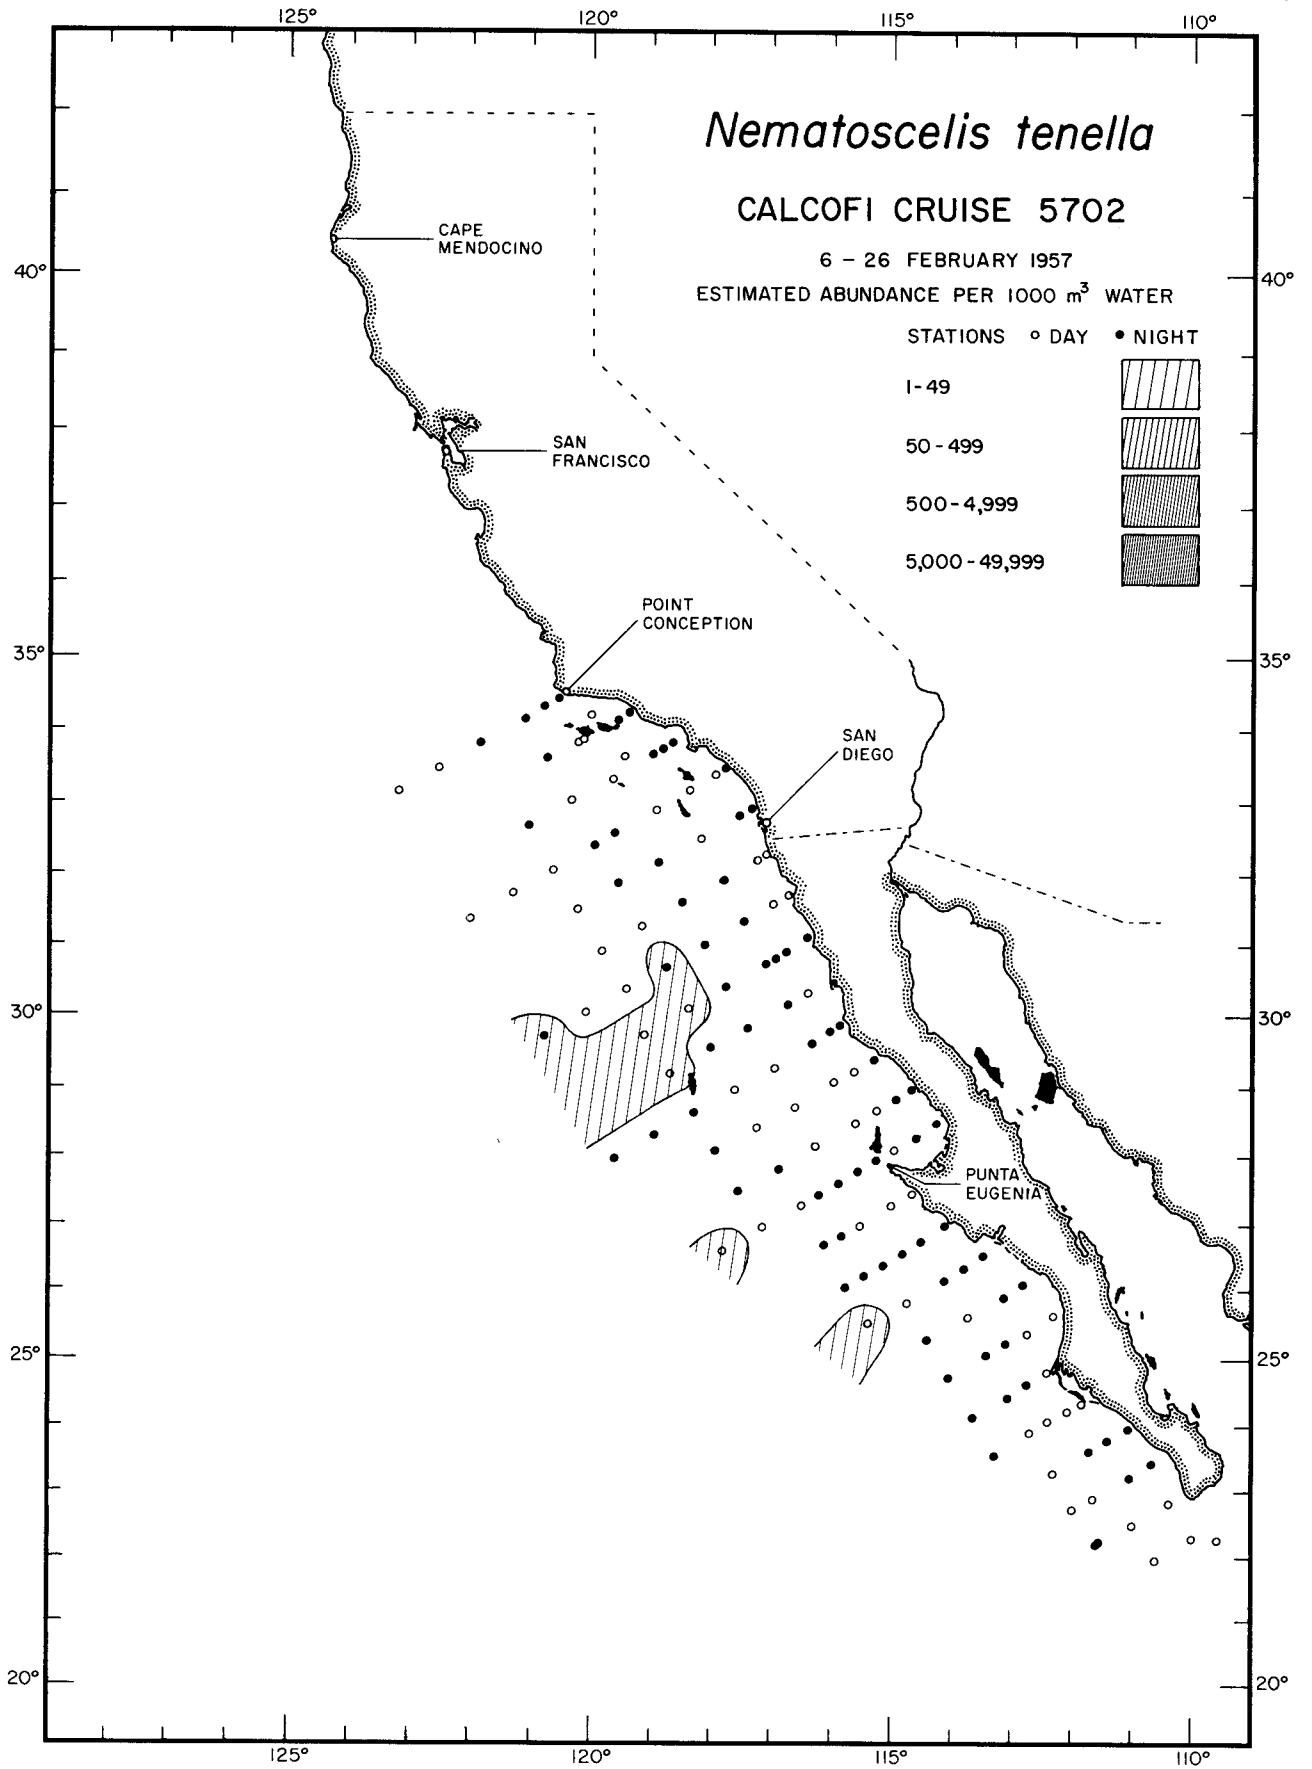 125° 120° 115° 110°
Nematoscelis tenella
CALCOFI CRUISE 5702
6 – 26 FEBRUARY 1957
ESTIMATED ABUNDANCE PER 1000 m³ WATER
STATIONS ○ DAY ● NIGHT
1-49
50-499
500-4,999
5,000-49,999
CAPE
MENDOCINO
40° 40°
SAN
FRANCISCO
POINT
CONCEPTION
35° 35°
SAN
DIEGO
30° 30°
PUNTA
EUGENIA
25° 25°
20° 20°
125° 120° 115° 110°